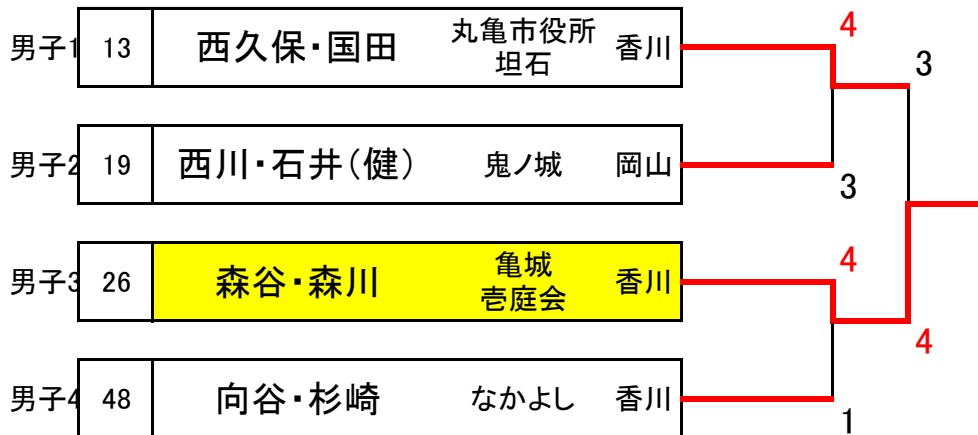 男子1 13 西久保・国田 丸亀市役所 坦石 香川 4
3
男子2 19 西川・石井(健) 鬼ノ城 岡山 3
男子3 26 森谷・森川 亀城 壱庭会 香川 4
4
男子4 48 向谷・杉崎 なかよし 香川 1